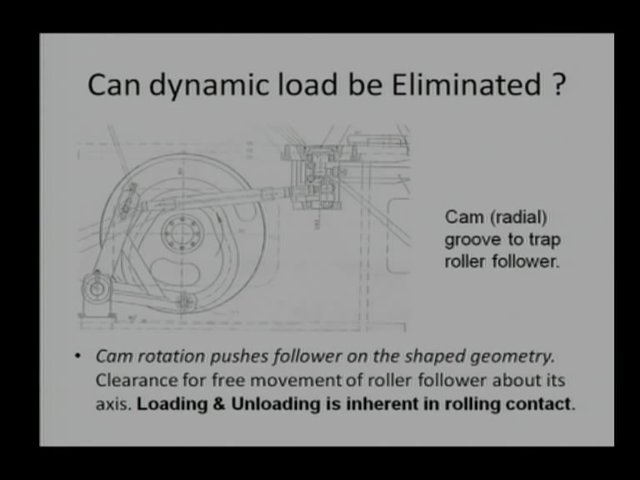 Can dynamic load be Eliminated ?
Cam (radial)
groove to trap
roller follower.
• Cam rotation pushes follower on the shaped geometry.
Clearance for free movement of roller follower about its
axis. Loading & Unloading is inherent in rolling contact.